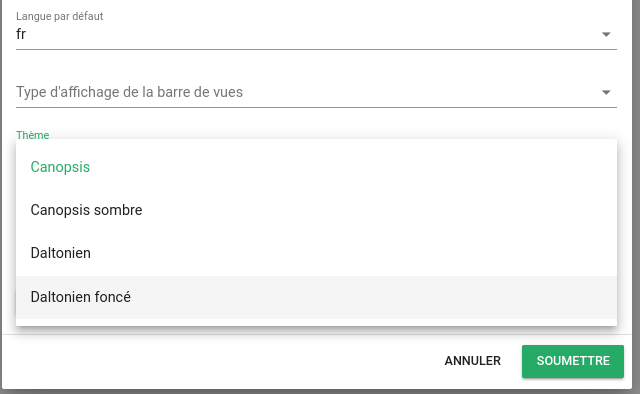 Langue par défaut
fr
Type d'affichage de la barre de vues
Thème
Canopsis
Canopsis sombre
Daltonien
Daltonien foncé
ANNULER SOUMETTRE